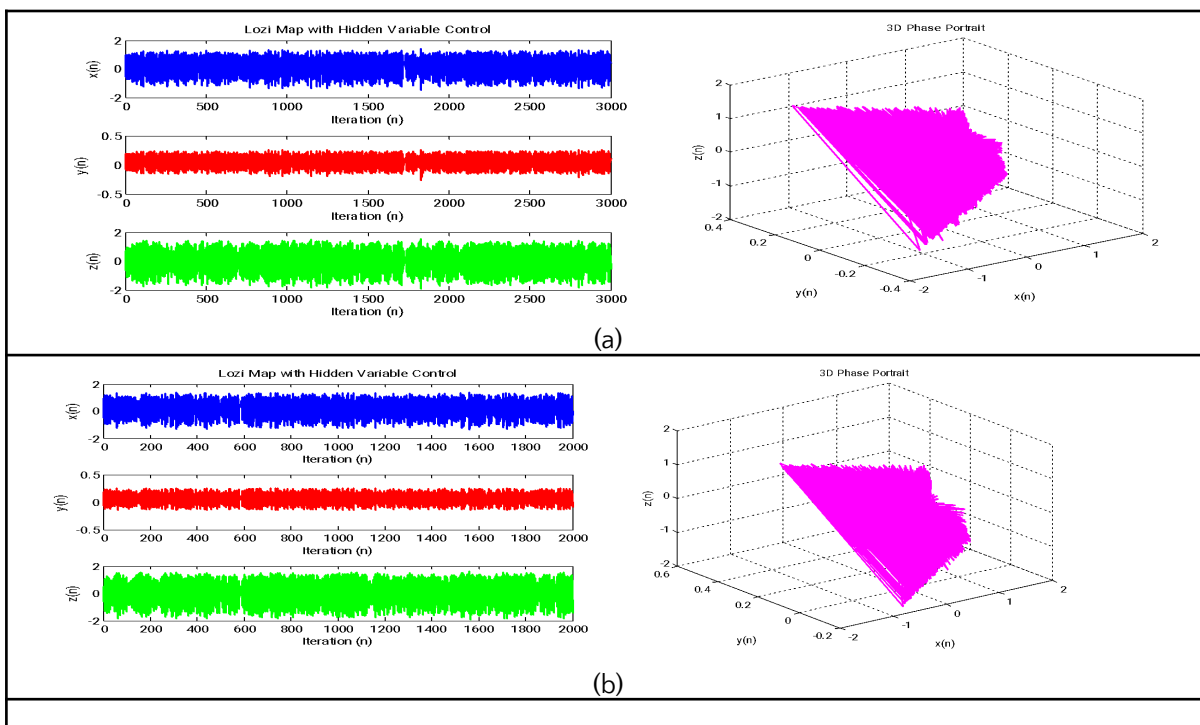 Lozi Map with Hidden Variable Control
2
0
-2
x(n)
0 500 1000 1500 2000 2500 3000
Iteration (n)
0.5
0
-0.5
y(n)
0 500 1000 1500 2000 2500 3000
Iteration (n)
2
0
-2
z(n)
0 500 1000 1500 2000 2500 3000
Iteration (n)
3D Phase Portrait
2
1
0
-1
-2
z(n)
0.4
0.2
0
-0.2
-0.4
y(n)
-2
-1
0
1
2
x(n)
(a)
Lozi Map with Hidden Variable Control
2
0
-2
x(n)
0 200 400 600 800 1000 1200 1400 1600 1800 2000
Iteration (n)
0.5
0
-0.5
y(n)
0 200 400 600 800 1000 1200 1400 1600 1800 2000
Iteration (n)
2
0
-2
z(n)
0 200 400 600 800 1000 1200 1400 1600 1800 2000
Iteration (n)
3D Phase Portrait
2
1
0
-1
-2
z(n)
0.6
0.4
0.2
0
-0.2
y(n)
-2
-1
0
1
2
x(n)
(b)